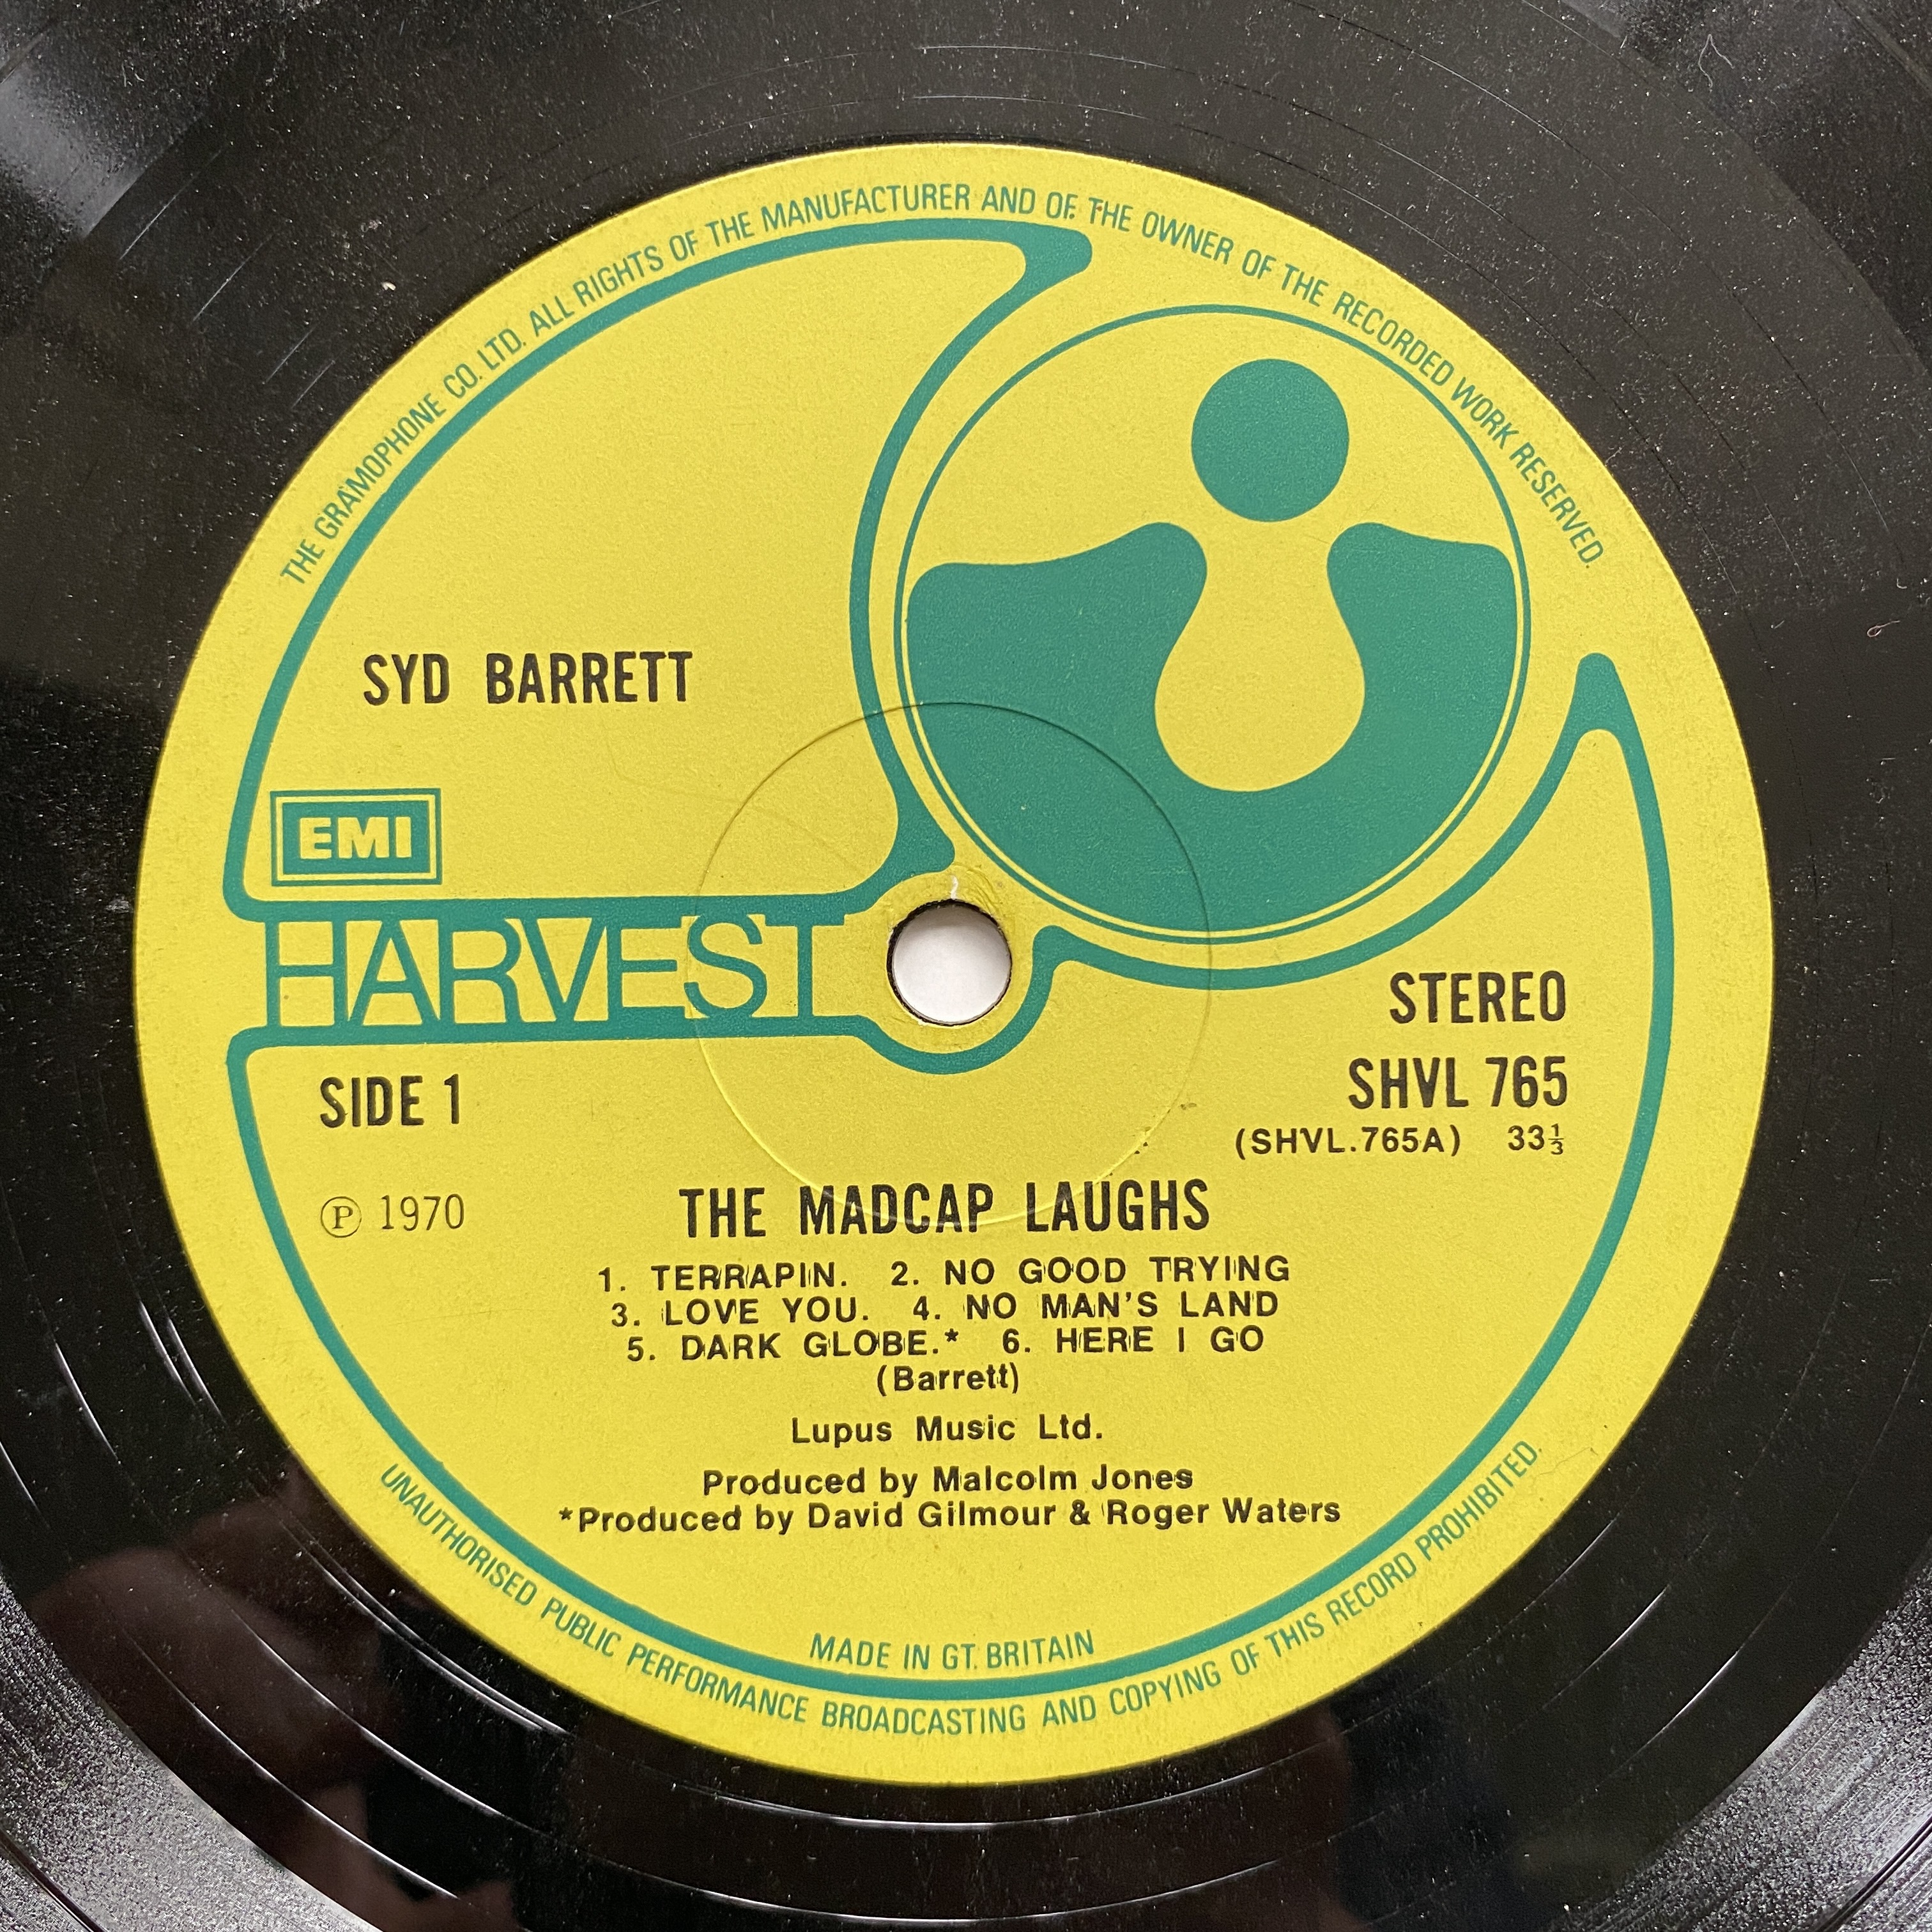 THE GRAMOPHONE CO. LTD. ALL RIGHTS OF THE MANUFACTURER AND OF THE OWNER OF THE RECORDED WORK RESERVED.
SYD BARRETT
EMI
HARVEST
STEREO
SIDE 1
SHVL 765
(SHVL.765A) 33⅓
Ⓟ 1970
THE MADCAP LAUGHS
1. TERRAPIN. 2. NO GOOD TRYING
3. LOVE YOU. 4. NO MAN'S LAND
5. DARK GLOBE.* 6. HERE I GO
(Barrett)
Lupus Music Ltd.
Produced by Malcolm Jones
*Produced by David Gilmour & Roger Waters
MADE IN GT. BRITAIN
UNAUTHORISED PUBLIC PERFORMANCE BROADCASTING AND COPYING OF THIS RECORD PROHIBITED.